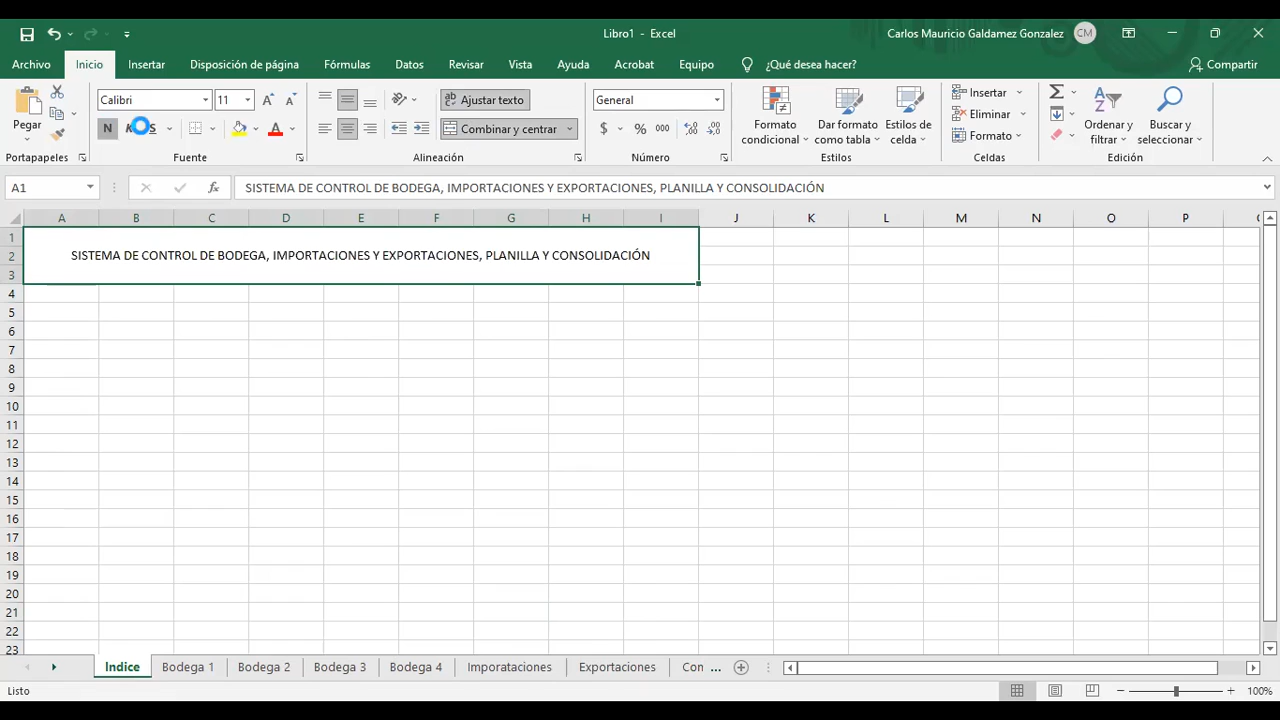 Libro1 - Excel
Carlos Mauricio Galdamez Gonzalez CM
Archivo Inicio Insertar Disposición de página Fórmulas Datos Revisar Vista Ayuda Acrobat Equipo ¿Qué desea hacer? Compartir
Pegar
Portapapeles
Calibri 11
N K S
Fuente
Ajustar texto
Combinar y centrar
Alineación
General
$ % 000
Número
Formato condicional
Dar formato como tabla
Estilos de celda
Estilos
Insertar
Eliminar
Formato
Celdas
Ordenar y filtrar
Buscar y seleccionar
Edición
A1 fx SISTEMA DE CONTROL DE BODEGA, IMPORTACIONES Y EXPORTACIONES, PLANILLA Y CONSOLIDACIÓN
A B C D E F G H I J K L M N O P
1
2
3
SISTEMA DE CONTROL DE BODEGA, IMPORTACIONES Y EXPORTACIONES, PLANILLA Y CONSOLIDACIÓN
4
5
6
7
8
9
10
11
12
13
14
15
16
17
18
19
20
21
22
23
Indice Bodega 1 Bodega 2 Bodega 3 Bodega 4 Imporataciones Exportaciones Con ...
Listo 100%